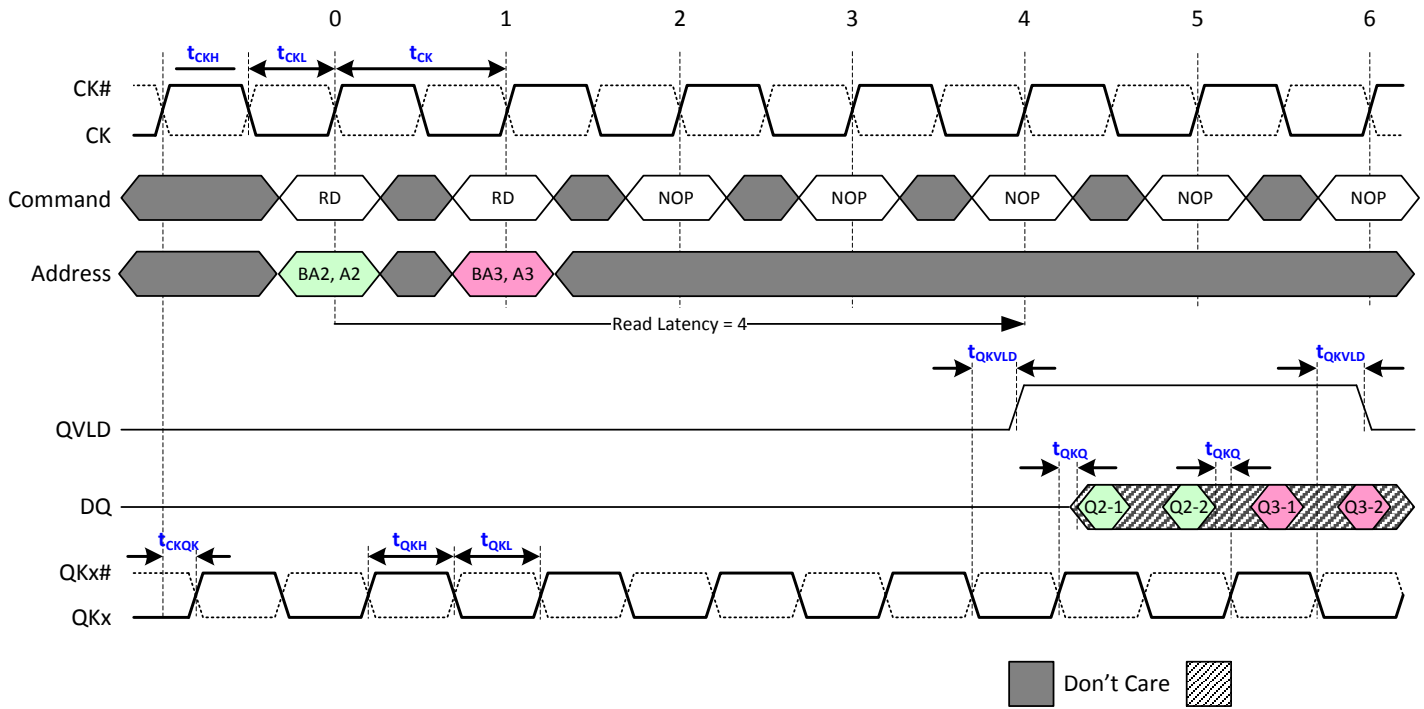 0 1 2 3 4 5 6
tCKH tCKL tCK
CK#
CK
Command RD RD NOP NOP NOP NOP NOP
Address BA2, A2 BA3, A3
Read Latency = 4
tQKVLD tQKVLD
QVLD
tQKQ tQKQ
DQ Q2-1 Q2-2 Q3-1 Q3-2
tCKQK tQKH tQKL
QKx#
QKx
Don't Care